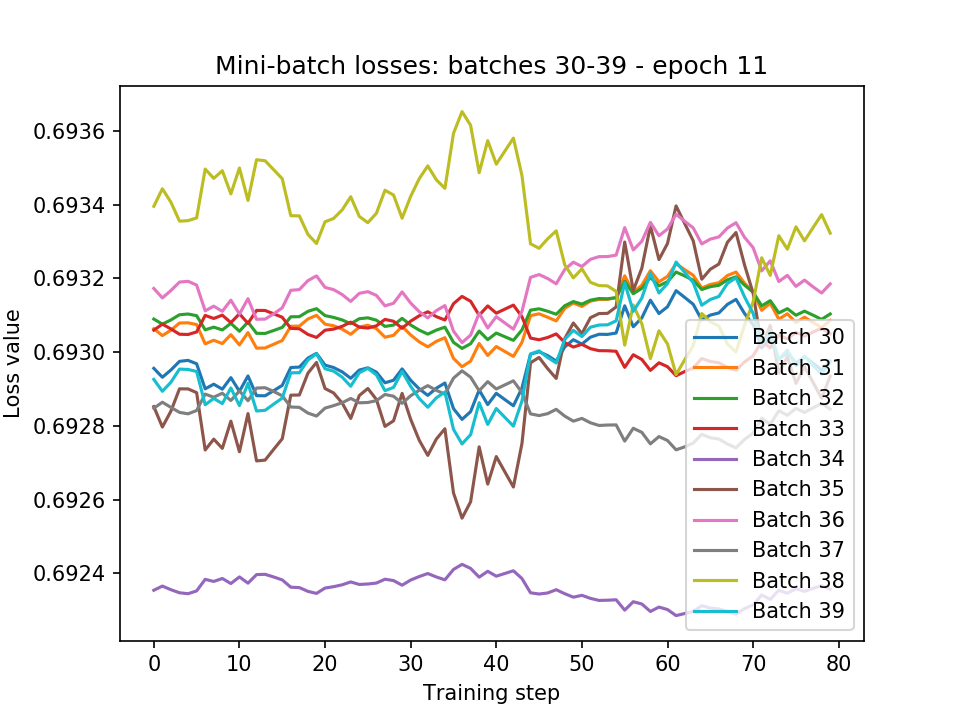 Mini-batch losses: batches 30-39 - epoch 11
Loss value
0.6936
0.6934
0.6932
0.6930
0.6928
0.6926
0.6924
Batch 30
Batch 31
Batch 32
Batch 33
Batch 34
Batch 35
Batch 36
Batch 37
Batch 38
Batch 39
0 10 20 30 40 50 60 70 80
Training step